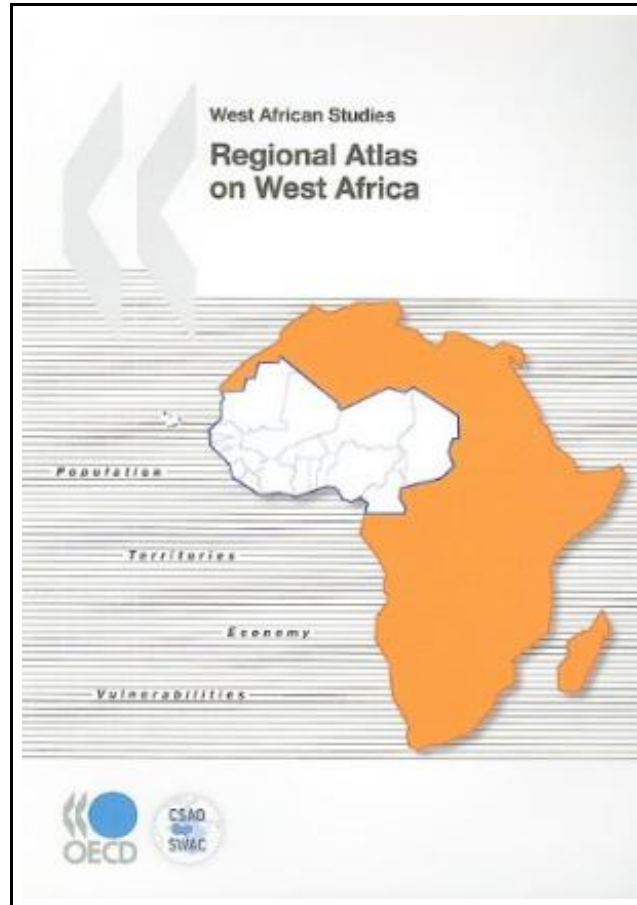 West African Studies
Regional Atlas
on West Africa
Population
Territories
Economy
Vulnerabilities
OECD
CSAO
SWAC